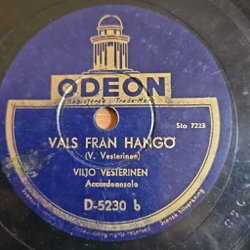 ODEON
Registered Trade-Mark
Sto 7223
VALS FRÅN HANGÖ
(V. Vesterinen)
VILJO VESTERINEN
Accordeonsolo
D-5230 b